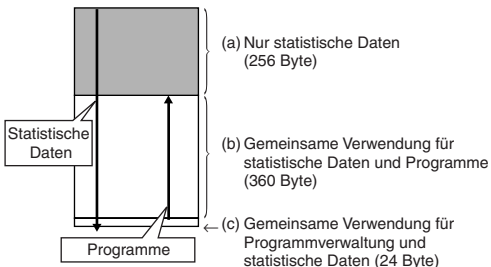 (a) Nur statistische Daten
(256 Byte)
Statistische
Daten
(b) Gemeinsame Verwendung für
statistische Daten und Programme
(360 Byte)
(c) Gemeinsame Verwendung für
Programmverwaltung und
statistische Daten (24 Byte)
Programme